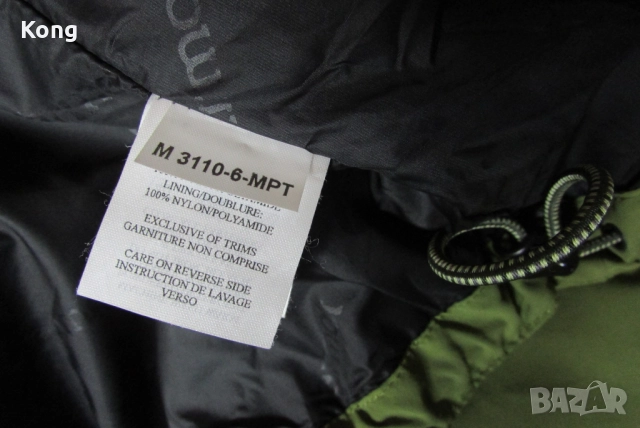 Kong
M 3110-6-MPT
LINING/DOUBLURE:
100% NYLON/POLYAMIDE
EXCLUSIVE OF TRIMS
GARNITURE NON COMPRISE
CARE ON REVERSE SIDE
INSTRUCTION DE LAVAGE
VERSO
BAZAR